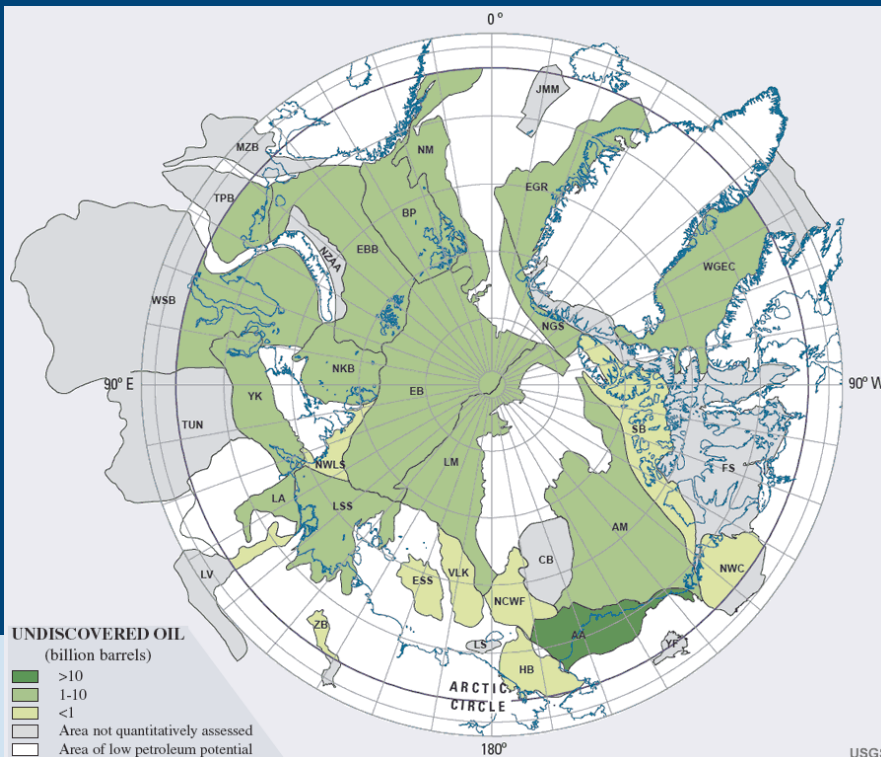 0°
JMM
MZB
NM
TPB
EGR
BP
EBB
NZAA
WGEC
WSB
NGS
NKB
90° E
EB
90° W
YK
TUN
SB
LM
NWLS
FS
LA
LSS
AM
CB
LV
ESS
VLK
NWC
NCWF
ZB
AA
LS
YF
HB
ARCTIC
CIRCLE
180°
UNDISCOVERED OIL
(billion barrels)
>10
1-10
<1
Area not quantitatively assessed
Area of low petroleum potential